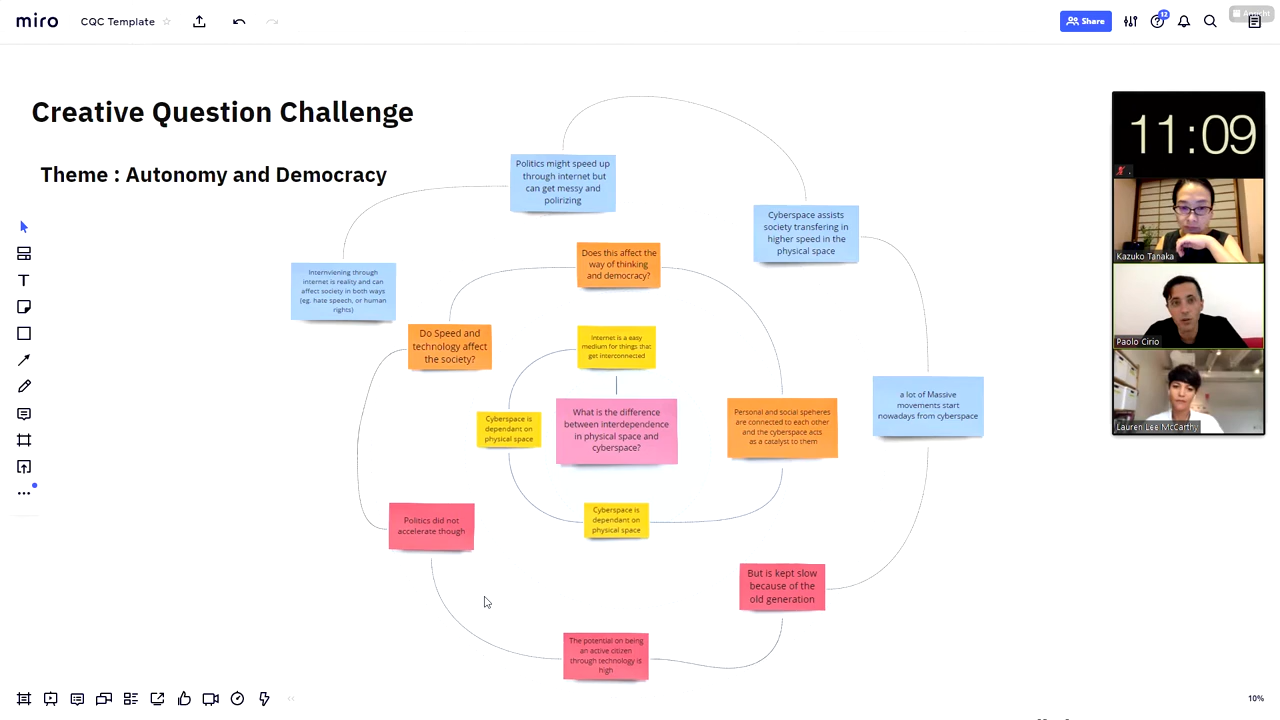 miro
CQC Template
Share
12
Ansicht
Creative Question Challenge
Theme : Autonomy and Democracy
Politics might speed up
through internet but
can get messy and
polirizing
Cyberspace assists
society transfering in
higher speed in the
physical space
Internviening through
internet is reality and can
affect society in both ways
(eg. hate speech, or human
rights)
Does this affect the
way of thinking
and democracy?
Do Speed and
technology affect
the society?
Internet is a easy
medium for things that
get interconnected
Cyberspace is
dependant on
physical space
What is the difference
between interdependence
in physical space and
cyberspace?
Personal and social speheres
are connected to each other
and the cyberspace acts
as a catalyst to them
a lot of Massive
movements start
nowadays from cyberspace
Politics did not
accelerate though
Cyberspace is
dependant on
physical space
But is kept slow
because of the
old generation
The potential on being
an active citizen
through technology is
high
11:09
Kazuko Tanaka
Paolo Cirio
Lauren Lee McCarthy
10%